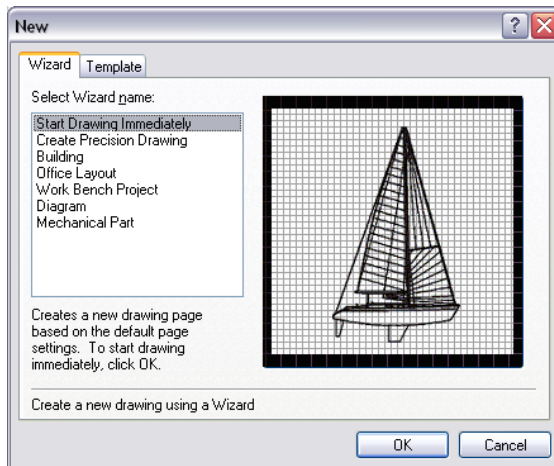 New
?
Wizard
Template
Select Wizard name:
Start Drawing Immediately
Create Precision Drawing
Building
Office Layout
Work Bench Project
Diagram
Mechanical Part
Creates a new drawing page
based on the default page
settings. To start drawing
immediately, click OK.
Create a new drawing using a Wizard
OK
Cancel